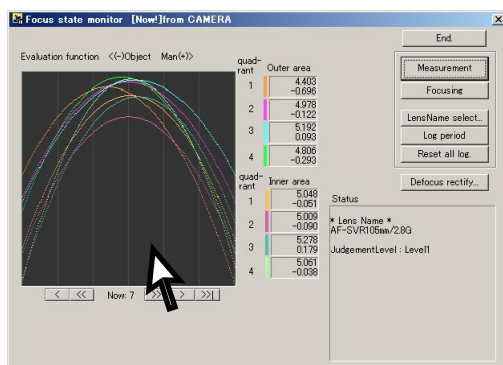 Focus state monitor [Now!]from CAMERA
End.
Evaluation function <(-)Object Man(+)>
quad-
rant Outer area
1 4.403
-0.696
2 4.978
-0.122
3 5.192
0.093
4 4.806
-0.293
quad-
rant Inner area
1 5.048
-0.051
2 5.009
-0.090
3 5.278
0.179
4 5.061
-0.038
< << Now: 7 >> > >>|
Measurement
Focusing
LensName select...
Log period
Reset all log.
Defocus rectify...
Status
* Lens Name *
AF-SVR105mm/2.8G
JudgementLevel : Level1